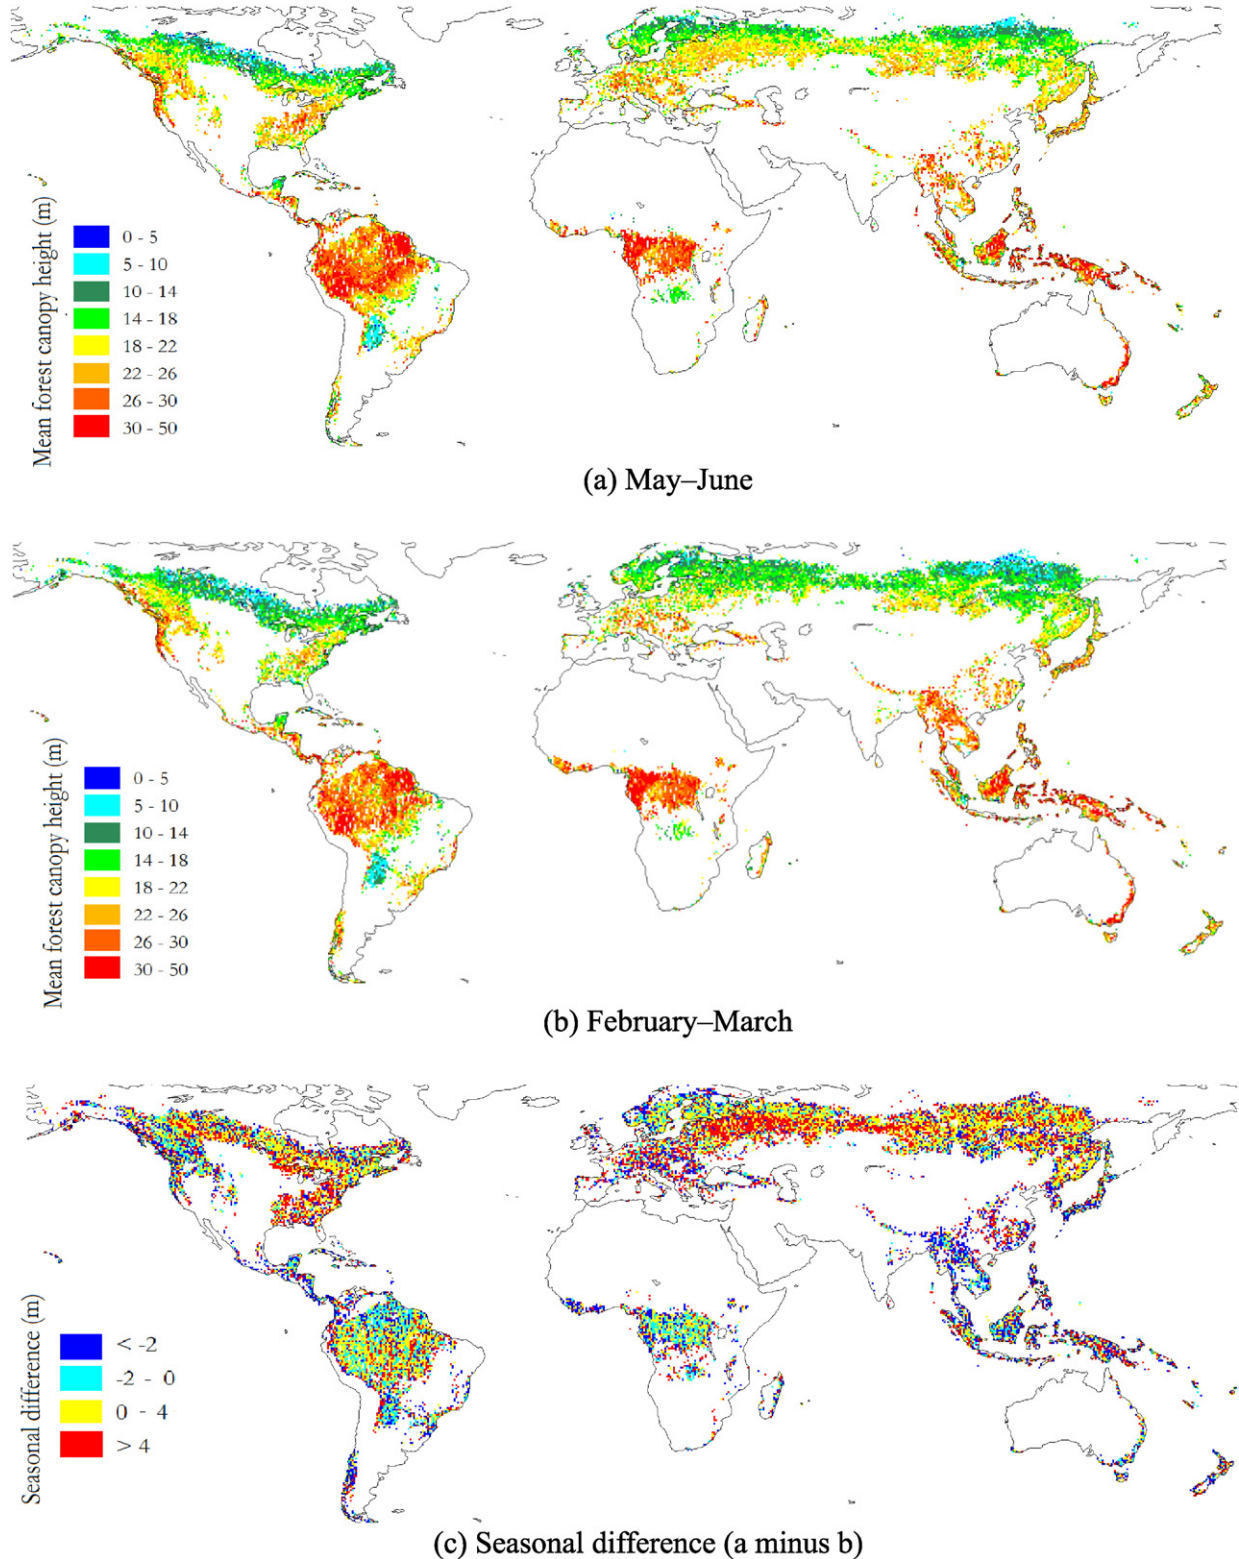 Mean forest canopy height (m)
0 - 5
5 - 10
10 - 14
14 - 18
18 - 22
22 - 26
26 - 30
30 - 50
(a) May–June
Mean forest canopy height (m)
0 - 5
5 - 10
10 - 14
14 - 18
18 - 22
22 - 26
26 - 30
30 - 50
(b) February–March
Seasonal difference (m)
< -2
-2 - 0
0 - 4
> 4
(c) Seasonal difference (a minus b)